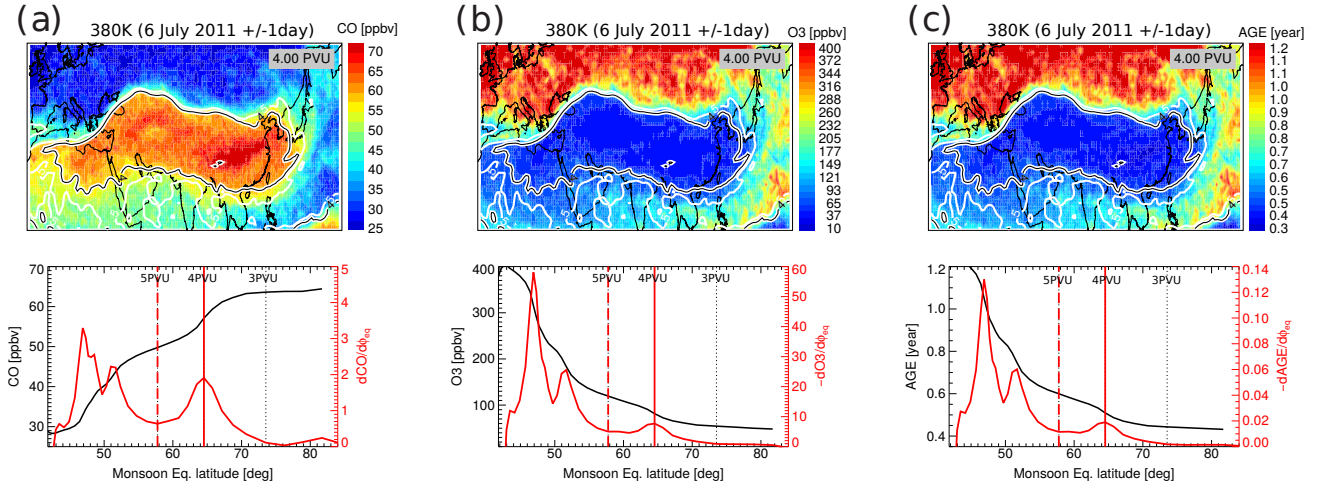 (a)
380K (6 July 2011 +/-1day)
CO [ppbv]
4.00 PVU
70
65
60
55
50
45
40
35
30
25
(b)
380K (6 July 2011 +/-1day)
O3 [ppbv]
4.00 PVU
400
372
344
316
288
260
232
205
177
149
121
93
65
37
10
(c)
380K (6 July 2011 +/-1day)
AGE [year]
4.00 PVU
1.2
1.2
1.1
1.0
1.0
0.9
0.8
0.8
0.7
0.6
0.6
0.5
0.4
0.4
0.3
70
60
50
40
30
CO [ppbv]
5PVU
4PVU
3PVU
5
4
3
2
1
0
dCO/dϕeq
50
60
70
80
Monsoon Eq. latitude [deg]
400
300
200
100
O3 [ppbv]
5PVU
4PVU
3PVU
60
50
40
30
20
10
0
−dO3/dϕeq
50
60
70
80
Monsoon Eq. latitude [deg]
1.2
1.0
0.8
0.6
0.4
AGE [year]
5PVU
4PVU
3PVU
0.14
0.12
0.10
0.08
0.06
0.04
0.02
0.00
−dAGE/dϕeq
50
60
70
80
Monsoon Eq. latitude [deg]